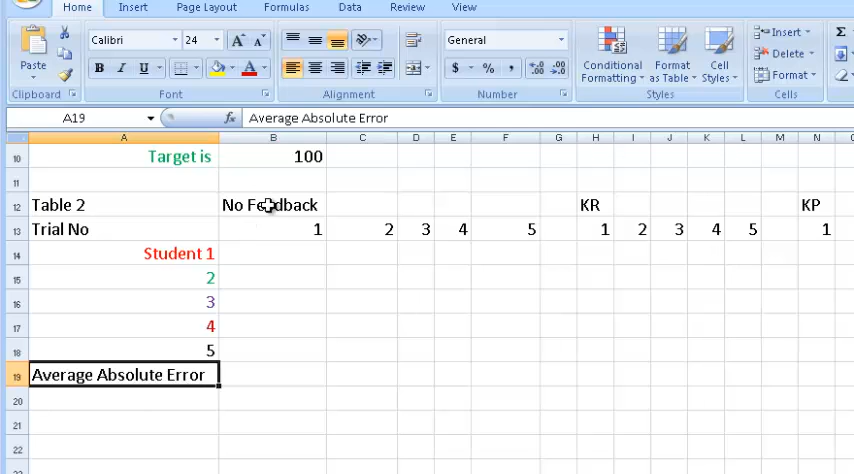 Home Insert Page Layout Formulas Data Review View
Calibri 24 A A General Insert Σ
Paste B I U A $ % , .00 .00 Conditional Formatting Format as Table Cell Styles Delete Format
Clipboard Font Alignment Number Styles Cells
A19 fx Average Absolute Error
A B C D E F G H I J K L M N
10 Target is 100
11
12 Table 2 No Feedback KR KP
13 Trial No 1 2 3 4 5 1 2 3 4 5 1
14 Student 1
15 2
16 3
17 4
18 5
19 Average Absolute Error
20
21
22